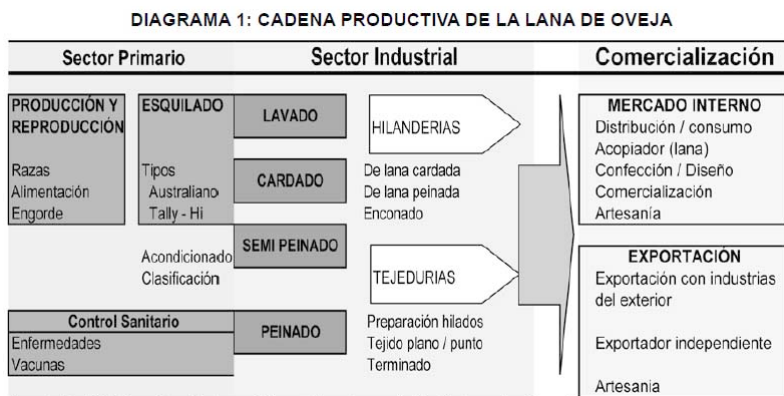 DIAGRAMA 1: CADENA PRODUCTIVA DE LA LANA DE OVEJA
Sector Primario
Sector Industrial
Comercialización
PRODUCCIÓN Y
REPRODUCCIÓN
Razas
Alimentación
Engorde
ESQUILADO
Tipos
Australiano
Tally - Hi
Acondicionado
Clasificación
Control Sanitario
Enfermedades
Vacunas
LAVADO
CARDADO
SEMI PEINADO
PEINADO
HILANDERIAS
De lana cardada
De lana peinada
Enconado
TEJEDURIAS
Preparación hilados
Tejido plano / punto
Terminado
MERCADO INTERNO
Distribución / consumo
Acopiador (lana)
Confección / Diseño
Comercialización
Artesanía
EXPORTACIÓN
Exportación con industrias
del exterior
Exportador independiente
Artesania